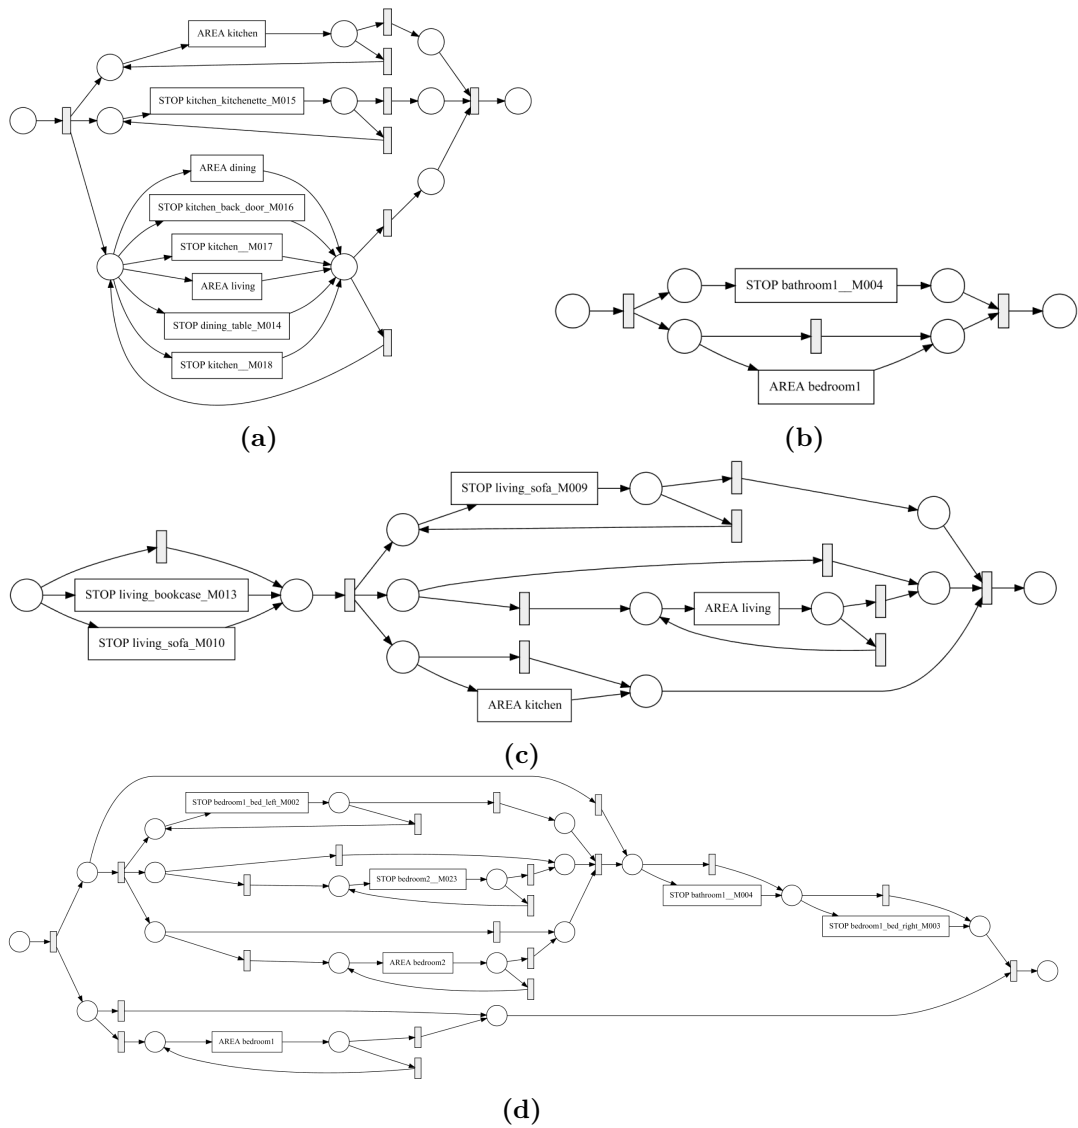 AREA kitchen
STOP kitchen_kitchenette_M015
AREA dining
STOP kitchen_back_door_M016
STOP kitchen__M017
AREA living
STOP dining_table_M014
STOP kitchen__M018
(a)
STOP bathroom1__M004
AREA bedroom1
(b)
STOP living_sofa_M009
STOP living_bookcase_M013
AREA living
STOP living_sofa_M010
AREA kitchen
(c)
STOP bedroom1_bed_left_M002
STOP bedroom2__M023
STOP bathroom1__M004
STOP bedroom1_bed_right_M003
AREA bedroom2
AREA bedroom1
(d)